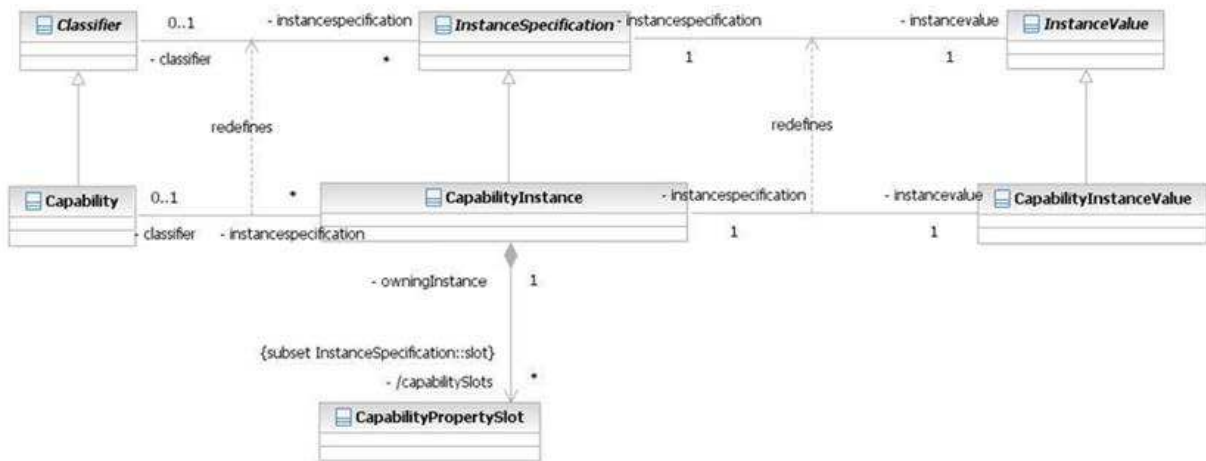 Classifier
0..1
- instancespecification
InstanceSpecification
- instancespecification
- instancevalue
InstanceValue
- classifier
*
1
1
redefines
redefines
Capability
0..1
*
CapabilityInstance
- instancespecification
- instancevalue
CapabilityInstanceValue
- classifier
- instancespecification
1
1
- owningInstance
1
{subset InstanceSpecification::slot}
- /capabilitySlots
*
CapabilityPropertySlot